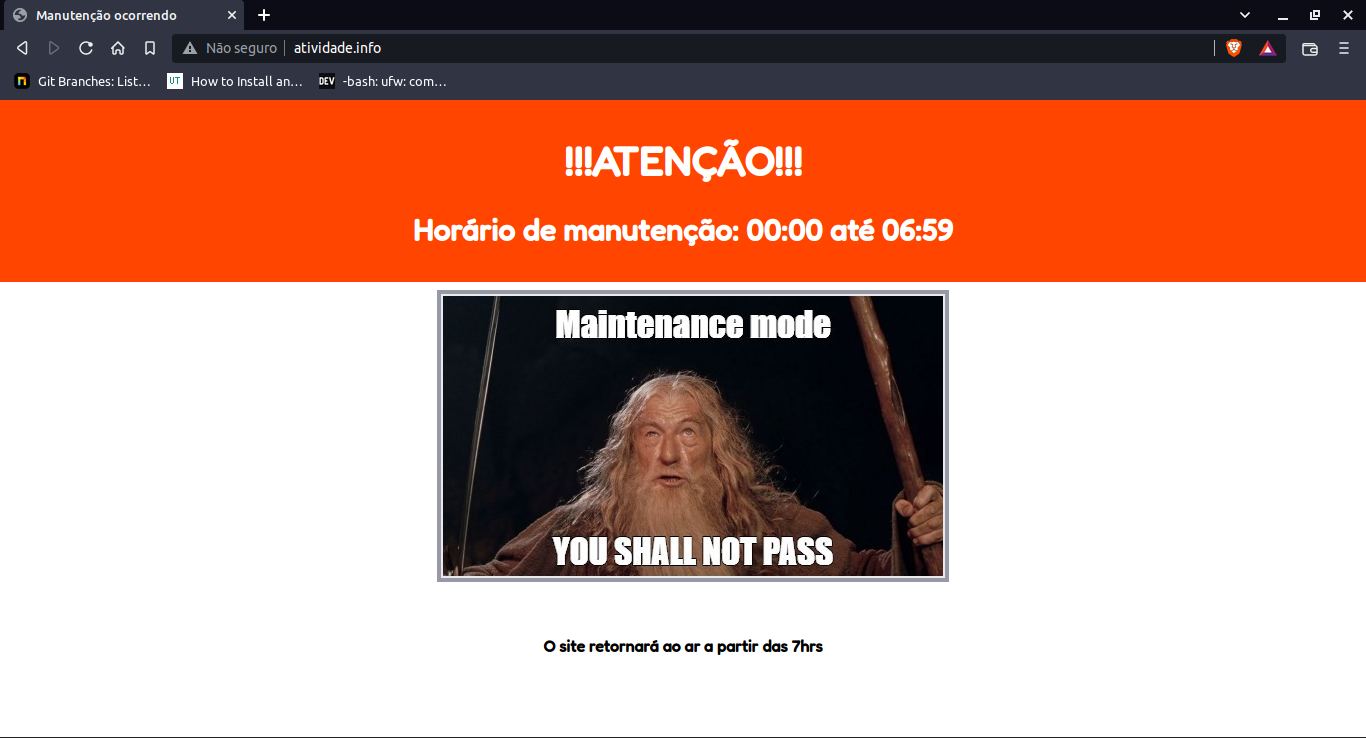 Manutenção ocorrendo
Não seguro
atividade.info
Git Branches: List…
UT
How to Install an…
DEV
-bash: ufw: com…
!!!ATENÇÃO!!!
Horário de manutenção: 00:00 até 06:59
Maintenance mode
YOU SHALL NOT PASS
O site retornará ao ar a partir das 7hrs